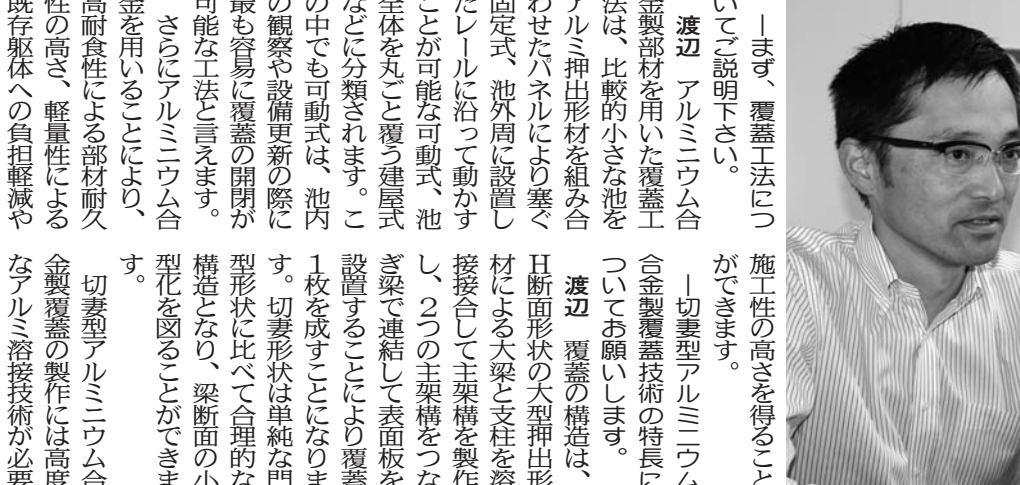 ―まず、覆蓋工法につ
いてご説明下さい。
渡辺　アルミニウム合
金製部材を用いた覆蓋工
法は、比較的小さな池を
アルミ押出形材を組み合
わせたパネルにより塞ぐ
固定式、池外周に設置し
たレールに沿って動かす
ことが可能な可動式、池
全体を丸ごと覆う建屋式
などに分類されます。こ
の中でも可動式は、池内
の観察や設備更新の際に
最も容易に覆蓋の開閉が
可能な工法と言えます。
さらにアルミニウム合
金を用いることにより、
高耐食性による部材耐久
性の高さ、軽量性による
既存躯体への負担軽減や
施工性の高さを得ること
ができます。
―切妻型アルミニウム
合金製覆蓋技術の特長に
ついてお願いします。
渡辺　覆蓋の構造は、
H断面形状の大型押出形
材による大梁と支柱を溶
接接合して主架構を製作
し、2つの主架構をつな
ぎ梁で連結して表面板を
設置することにより覆蓋
1枚を成すことになりま
す。切妻形状は単純な門
型形状に比べて合理的な
構造となり、梁断面の小
型化を図ることができま
す。
切妻型アルミニウム合
金製覆蓋の製作には高度
なアルミ溶接技術が必要